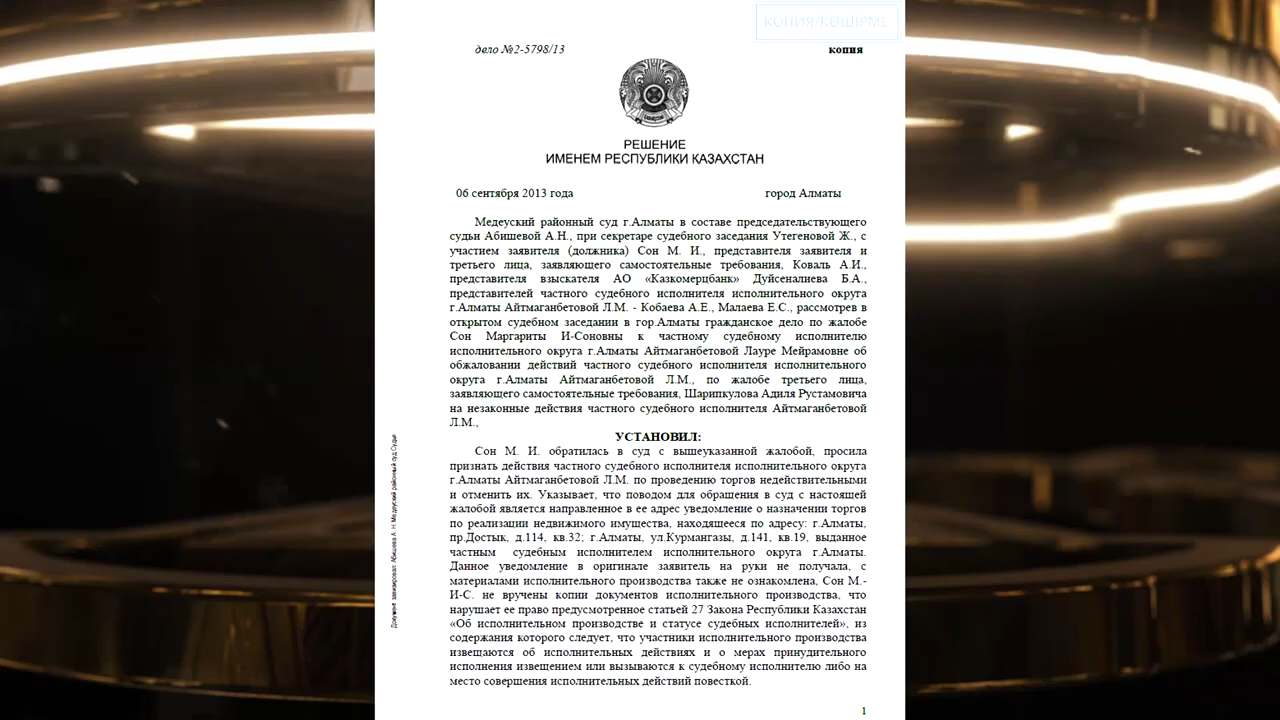 КОПИЯ/КӨШІРМЕ
дело №2-5798/13 копия
РЕШЕНИЕ
ИМЕНЕМ РЕСПУБЛИКИ КАЗАХСТАН
06 сентября 2013 года город Алматы
Медеуский районный суд г.Алматы в составе председательствующего
судьи Абишевой А.Н., при секретаре судебного заседания Утегеновой Ж., с
участием заявителя (должника) Сон М. И., представителя заявителя и
третьего лица, заявляющего самостоятельные требования, Коваль А.И.,
представителя взыскателя АО «Казкомерцбанк» Дуйсеналиева Б.А.,
представителей частного судебного исполнителя исполнительного округа
г.Алматы Айтмаганбетовой Л.М. - Кобаева А.Е., Малаева Е.С., рассмотрев в
открытом судебном заседании в гор.Алматы гражданское дело по жалобе
Сон Маргариты И-Соновны к частному судебному исполнителю
исполнительного округа г.Алматы Айтмаганбетовой Лауре Мейрамовне об
обжаловании действий частного судебного исполнителя исполнительного
округа г.Алматы Айтмаганбетовой Л.М., по жалобе третьего лица,
заявляющего самостоятельные требования, Шарипкулова Адиля Рустамовича
на незаконные действия частного судебного исполнителя Айтмаганбетовой
Л.М.,
УСТАНОВИЛ:
Сон М. И. обратилась в суд с вышеуказанной жалобой, просила
признать действия частного судебного исполнителя исполнительного округа
г.Алматы Айтмаганбетовой Л.М. по проведению торгов недействительными
и отменить их. Указывает, что поводом для обращения в суд с настоящей
жалобой является направленное в ее адрес уведомление о назначении торгов
по реализации недвижимого имущества, находящееся по адресу: г.Алматы,
пр.Достык, д.114, кв.32; г.Алматы, ул.Курмангазы, д.141, кв.19, выданное
частным судебным исполнителем исполнительного округа г.Алматы.
Данное уведомление в оригинале заявитель на руки не получала, с
материалами исполнительного производства также не ознакомлена, Сон М.-
И-С. не вручены копии документов исполнительного производства, что
нарушает ее право предусмотренное статьей 27 Закона Республики Казахстан
«Об исполнительном производстве и статусе судебных исполнителей», из
содержания которого следует, что участники исполнительного производства
извещаются об исполнительных действиях и о мерах принудительного
исполнения извещением или вызываются к судебному исполнителю либо на
место совершения исполнительных действий повесткой.
Документ завизировал: Абишева А. Н. Медеуский районный суд Судья
1